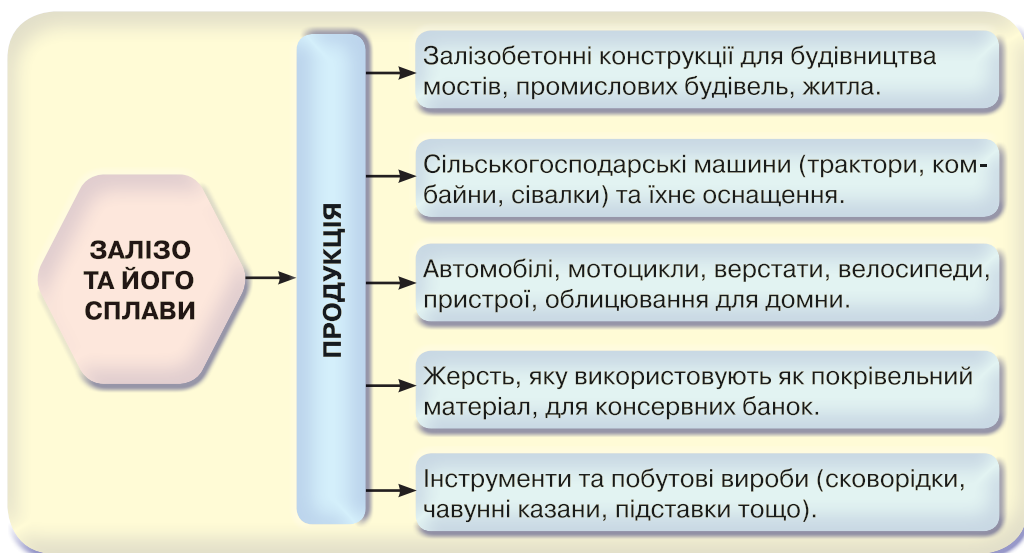 ЗАЛІЗО
ТА ЙОГО
СПЛАВИ
ПРОДУКЦІЯ
Залізобетонні конструкції для будівництва
мостів, промислових будівель, житла.
Сільськогосподарські машини (трактори, ком-
байни, сівалки) та їхнє оснащення.
Автомобілі, мотоцикли, верстати, велосипеди,
пристрої, облицювання для домни.
Жерсть, яку використовують як покрівельний
матеріал, для консервних банок.
Інструменти та побутові вироби (сковорідки,
чавунні казани, підставки тощо).